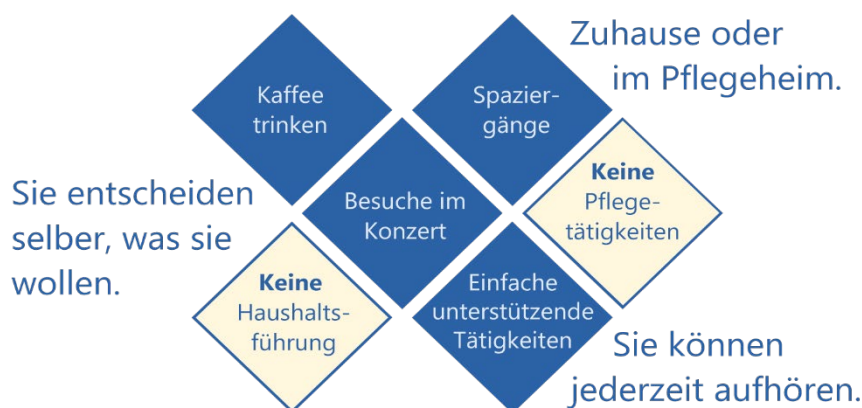 Zuhause oder
im Pflegeheim.
Kaffee
trinken
Spazier-
gänge
Keine
Pflege-
tätigkeiten
Sie entscheiden
selber, was sie
wollen.
Besuche im
Konzert
Keine
Haushalts-
führung
Einfache
unterstützende
Tätigkeiten
Sie können
jederzeit aufhören.